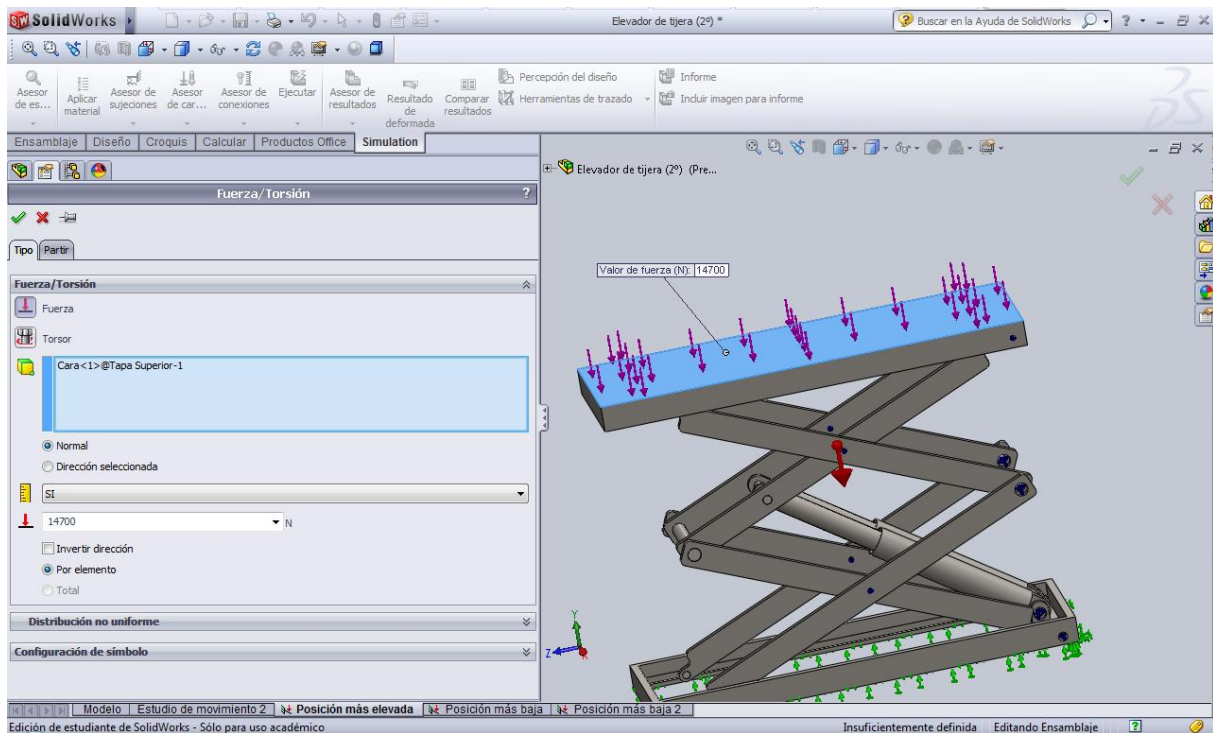 SolidWorks
Elevador de tijera (2º) *
Buscar en la Ayuda de SolidWorks
Asesor de es...
Aplicar material
Asesor de sujeciones
Asesor de car...
Asesor de conexiones
Ejecutar
Asesor de resultados
Resultado de deformada
Comparar resultados
Percepción del diseño
Herramientas de trazado
Informe
Incluir imagen para informe
Ensamblaje Diseño Croquis Calcular Productos Office Simulation
Elevador de tijera (2º) (Pre...
Fuerza/Torsión ?
Tipo Partir
Fuerza/Torsión
Fuerza
Torsor
Cara<1>@Tapa Superior-1
Normal
Dirección seleccionada
SI
14700 N
Invertir dirección
Por elemento
Total
Distribución no uniforme
Configuración de símbolo
Valor de fuerza (N): 14700
Y
Z
X
Modelo Estudio de movimiento 2 Posición más elevada Posición más baja Posición más baja 2
Edición de estudiante de SolidWorks - Sólo para uso académico
Insuficientemente definida Editando Ensamblaje ?